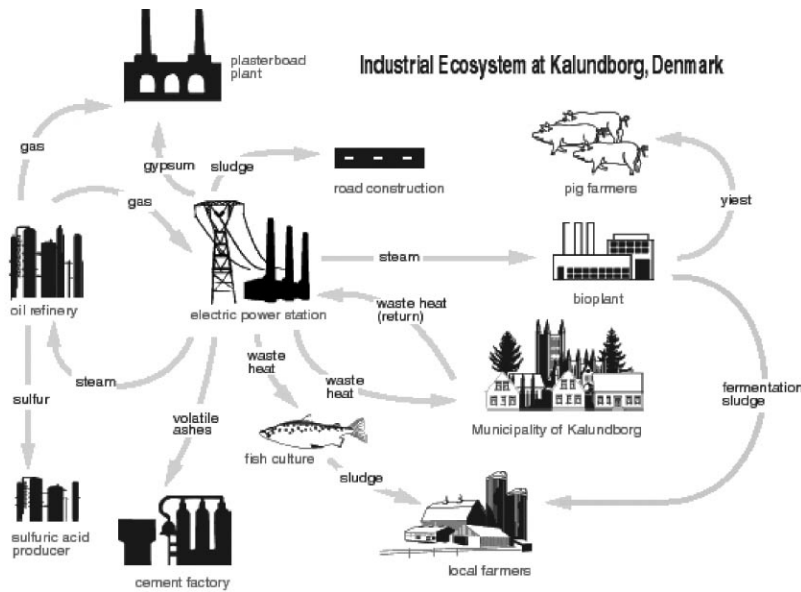 plasterboad
plant
Industrial Ecosystem at Kalundborg, Denmark
gas
gypsum
sludge
road construction
pig farmers
gas
yiest
oil refinery
electric power station
steam
bioplant
waste heat
(return)
steam
waste
heat
waste
heat
sulfur
volatile
ashes
fish culture
Municipality of Kalundborg
fermentation
sludge
sludge
sulfuric acid
producer
cement factory
local farmers